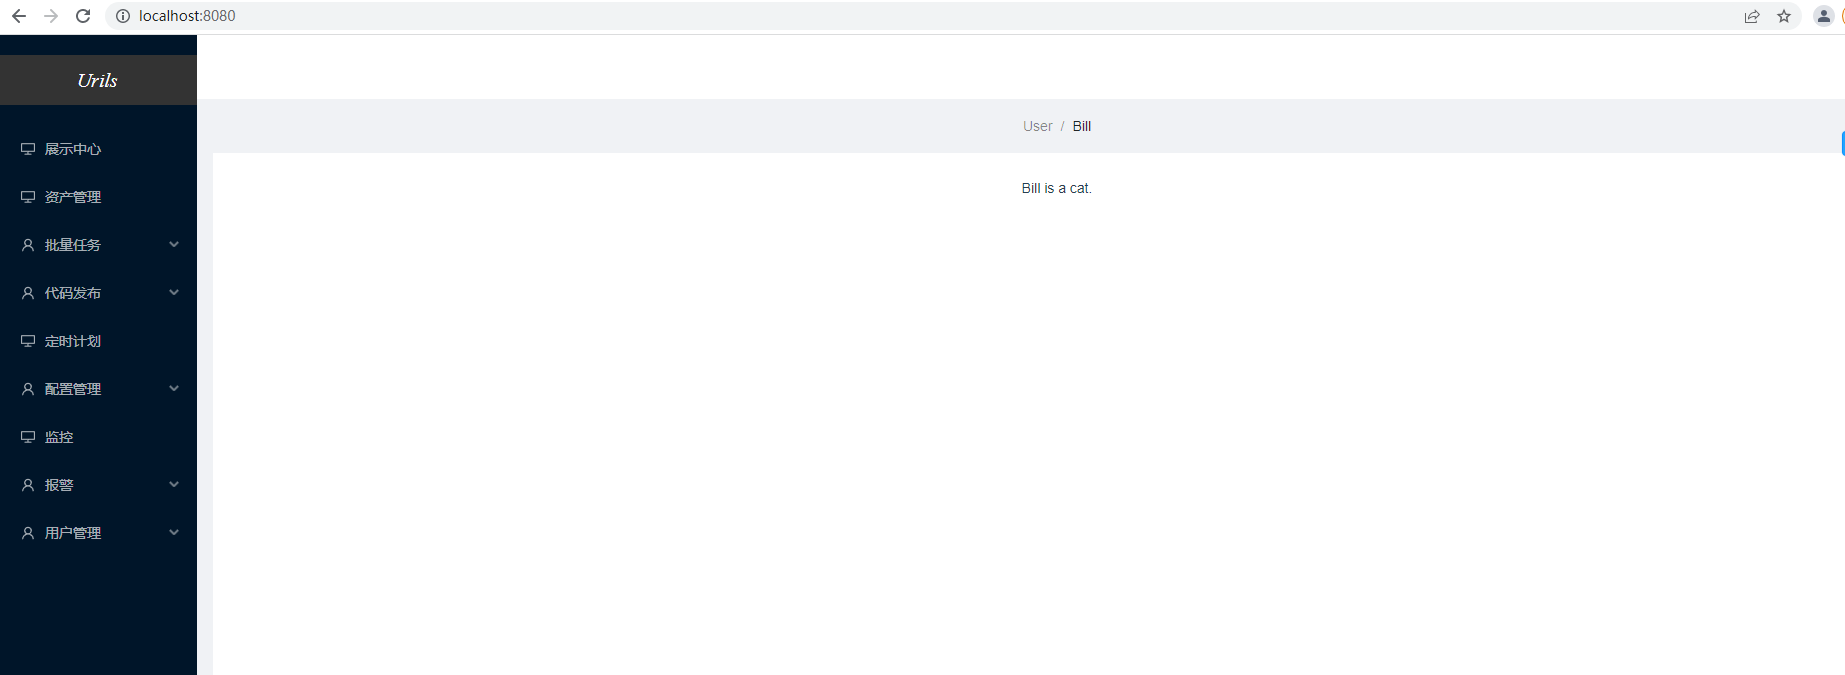 localhost:8080
Urils
展示中心
资产管理
批量任务
代码发布
定时计划
配置管理
监控
报警
用户管理
User / Bill
Bill is a cat.